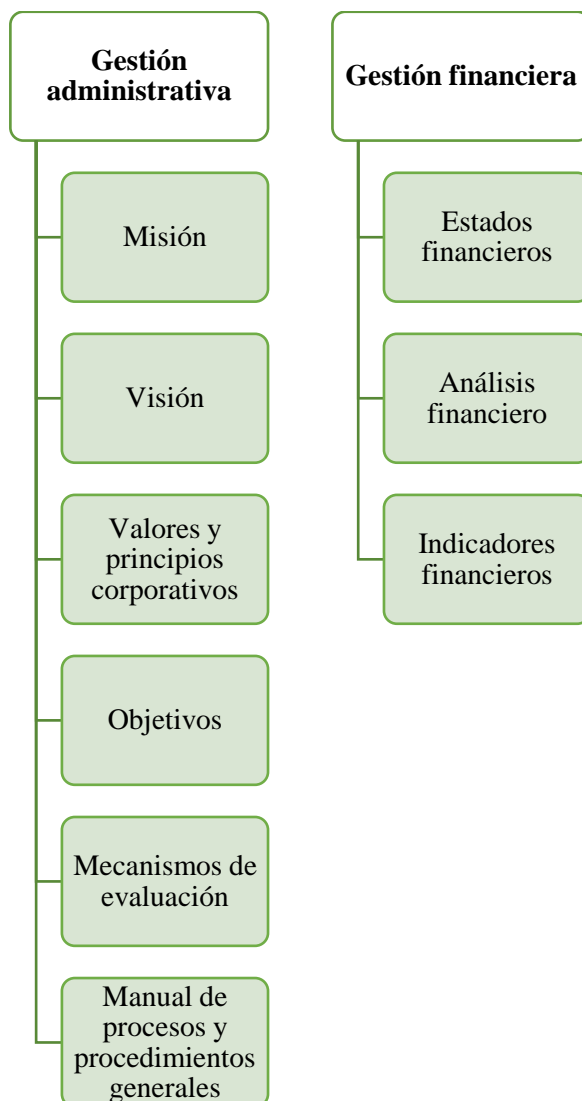 Gestión
administrativa
Misión
Visión
Valores y
principios
corporativos
Objetivos
Mecanismos de
evaluación
Manual de
procesos y
procedimientos
generales
Gestión financiera
Estados
financieros
Análisis
financiero
Indicadores
financieros